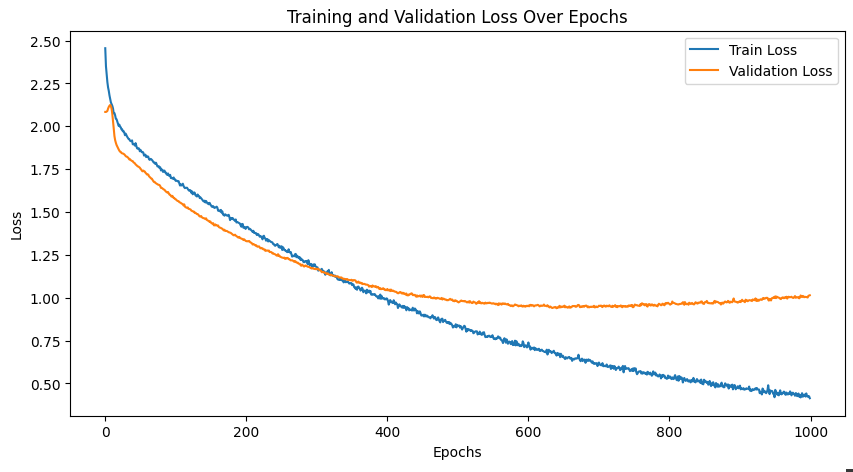 Training and Validation Loss Over Epochs
Train Loss
Validation Loss
2.50
2.25
2.00
1.75
1.50
1.25
1.00
0.75
0.50
Loss
0 200 400 600 800 1000
Epochs